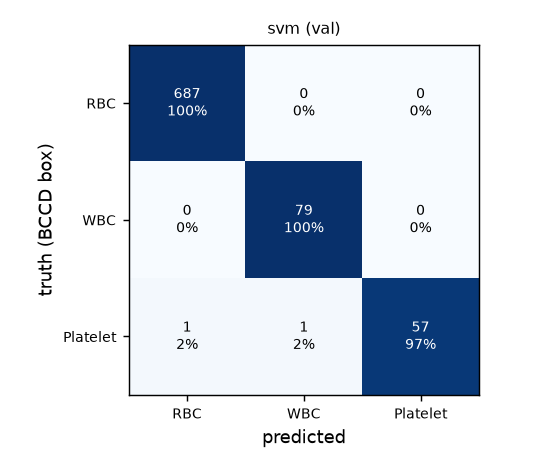 svm (val)
RBC
687
100%
0
0%
0
0%
WBC
0
0%
79
100%
0
0%
Platelet
1
2%
1
2%
57
97%
truth (BCCD box)
RBC WBC Platelet
predicted